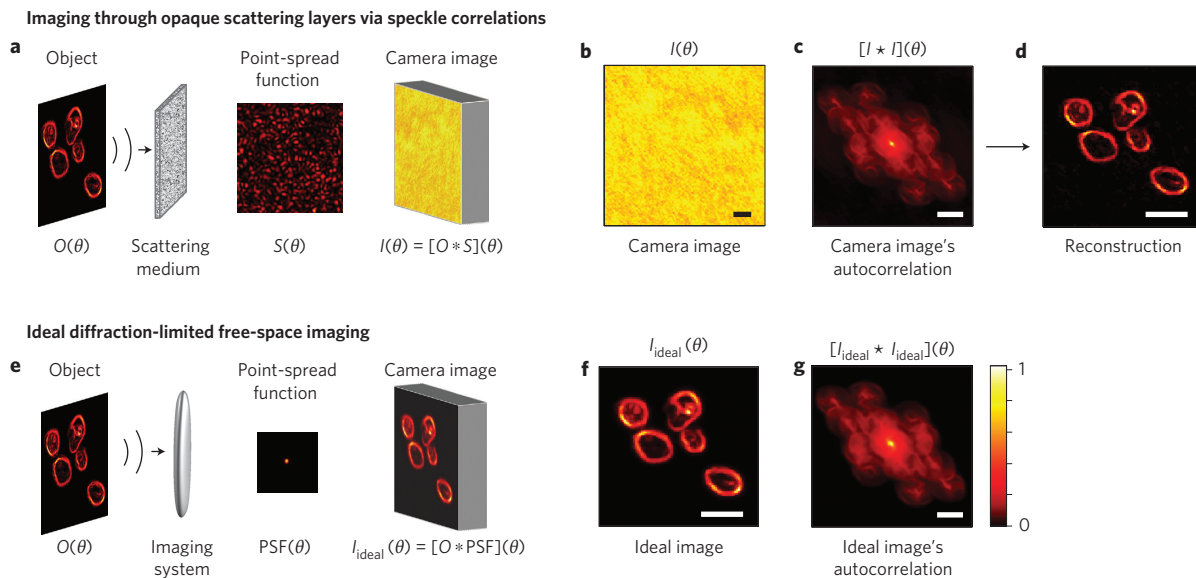 Imaging through opaque scattering layers via speckle correlations
a
Object
Point-spread
function
Camera image
O(θ)
Scattering
medium
S(θ)
I(θ) = [O ∗ S](θ)
b
I(θ)
Camera image
c
[I ⋆ I](θ)
Camera image's
autocorrelation
d
Reconstruction
Ideal diffraction-limited free-space imaging
e
Object
Point-spread
function
Camera image
O(θ)
Imaging
system
PSF(θ)
I_ideal (θ) = [O ∗ PSF](θ)
f
I_ideal (θ)
Ideal image
g
[I_ideal ⋆ I_ideal](θ)
Ideal image's
autocorrelation
1
0